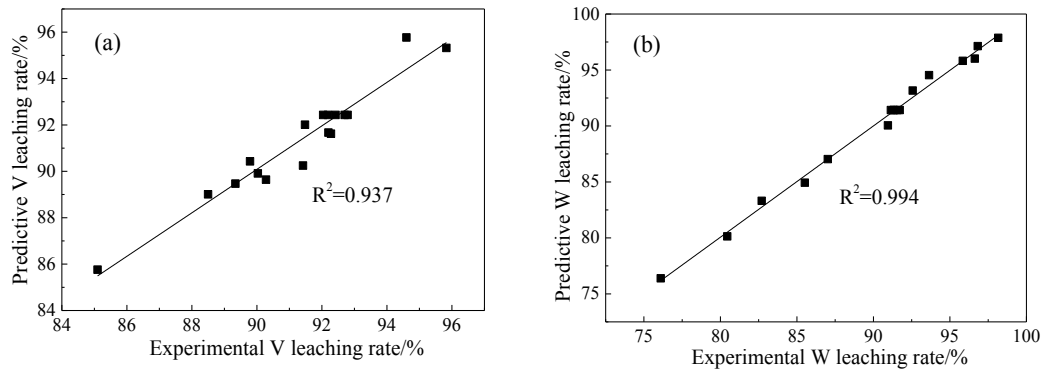 (a)
96
94
92
90
88
86
84
Predictive V leaching rate/%
R²=0.937
84 86 88 90 92 94 96
Experimental V leaching rate/%
(b)
100
95
90
85
80
75
Predictive W leaching rate/%
R²=0.994
75 80 85 90 95 100
Experimental W leaching rate/%